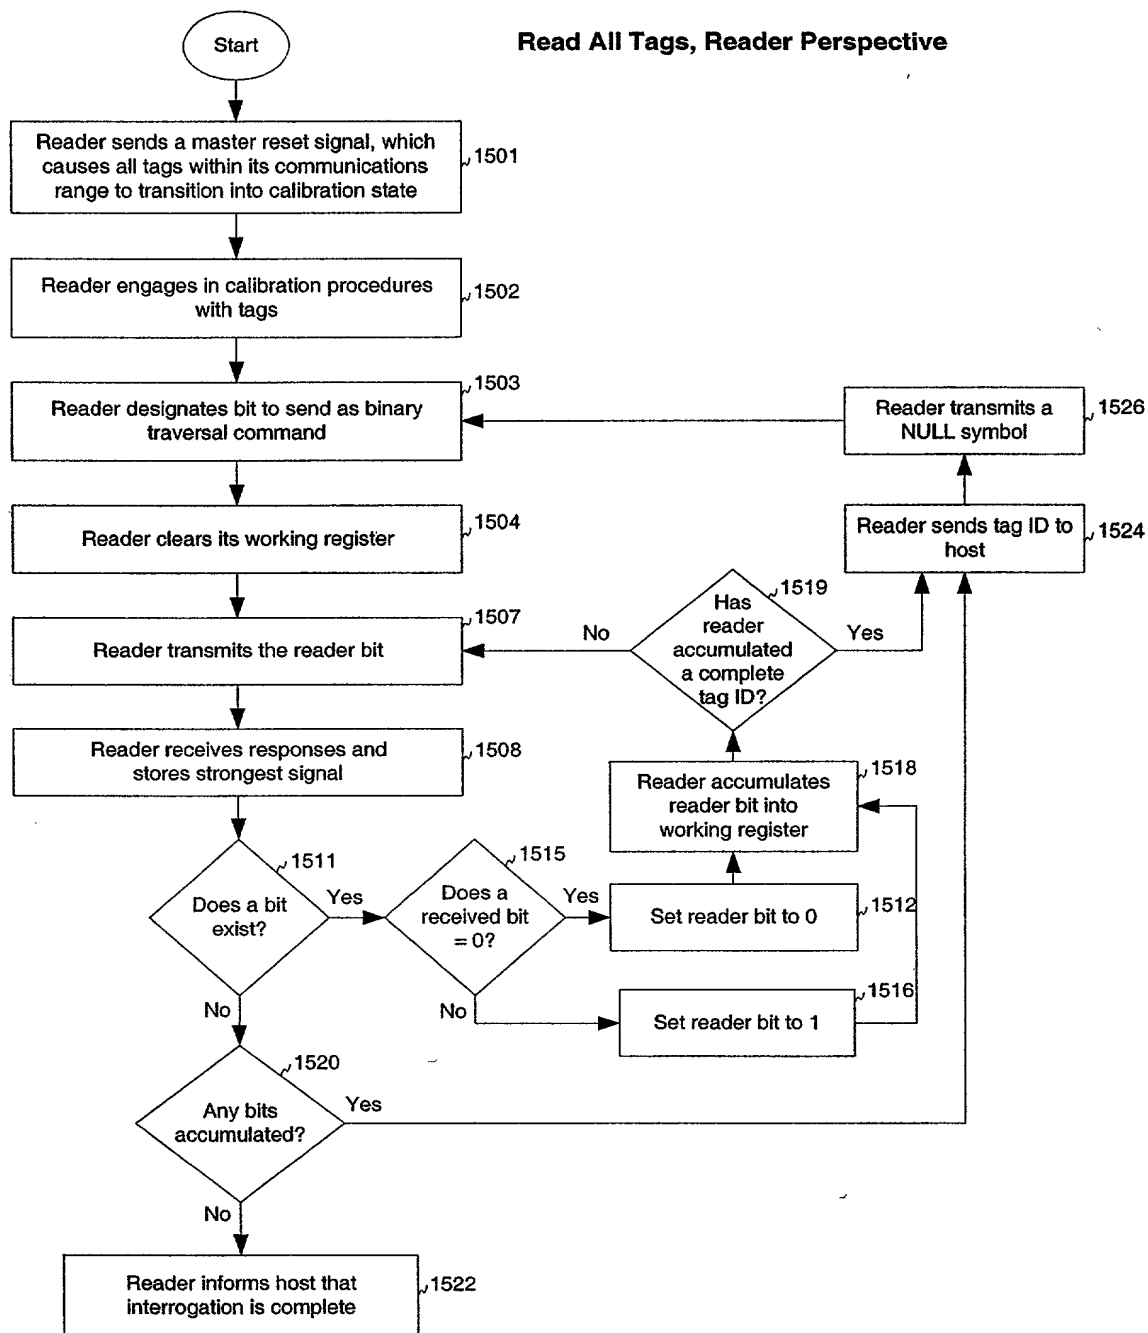 Start
Read All Tags, Reader Perspective
Reader sends a master reset signal, which
causes all tags within its communications
range to transition into calibration state
1501
Reader engages in calibration procedures
with tags
1502
Reader designates bit to send as binary
traversal command
1503
Reader transmits a
NULL symbol
1526
Reader clears its working register
1504
Reader sends tag ID to
host
1524
Reader transmits the reader bit
1507
No
Has
reader
accumulated
a complete
tag ID?
1519
Yes
Reader receives responses and
stores strongest signal
1508
Reader accumulates
reader bit into
working register
1518
Does a bit
exist?
1511
Yes
Does a
received bit
= 0?
1515
Yes
Set reader bit to 0
1512
No
No
Set reader bit to 1
1516
Any bits
accumulated?
1520
Yes
No
Reader informs host that
interrogation is complete
1522